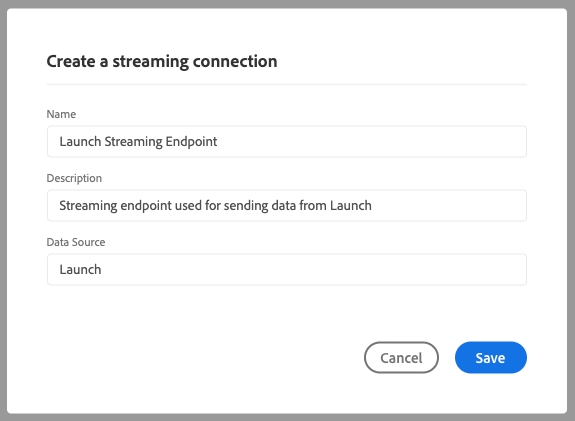 Create a streaming connection
Name
Launch Streaming Endpoint
Description
Streaming endpoint used for sending data from Launch
Data Source
Launch
Cancel
Save